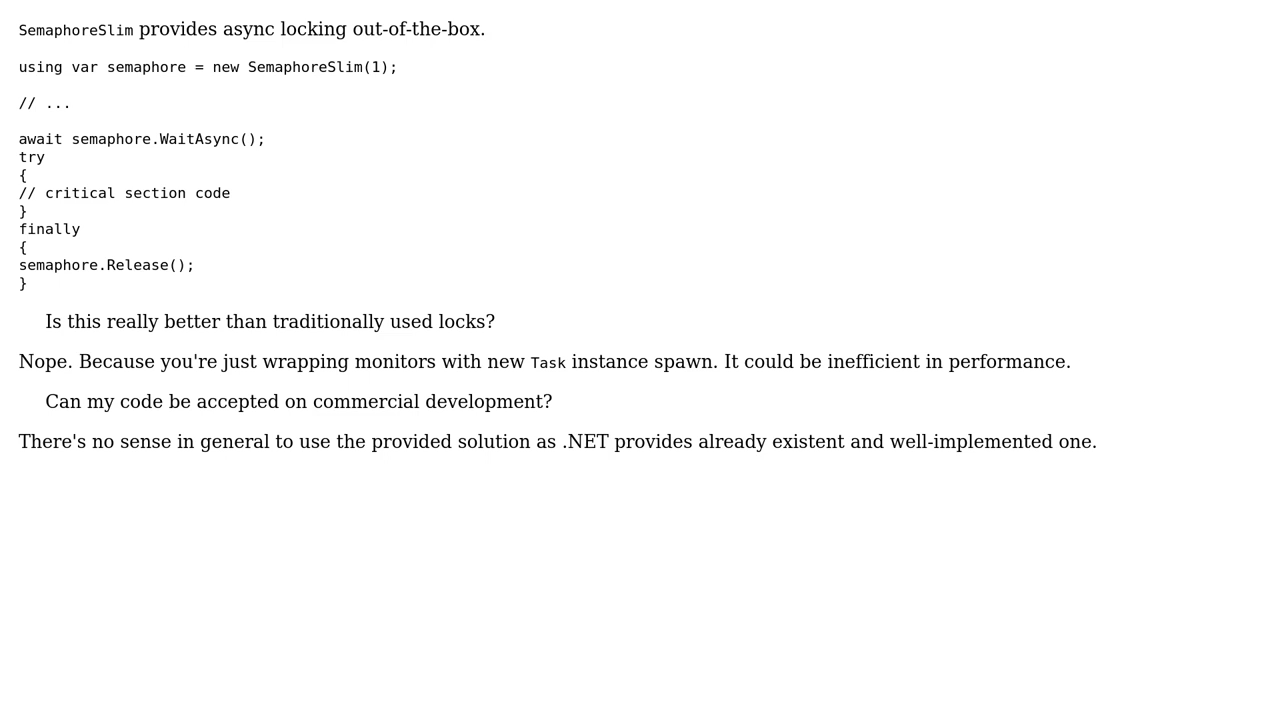 SemaphoreSlim provides async locking out-of-the-box.
using var semaphore = new SemaphoreSlim(1);
// ...
await semaphore.WaitAsync();
try
{
// critical section code
}
finally
{
semaphore.Release();
}
Is this really better than traditionally used locks?
Nope. Because you're just wrapping monitors with new Task instance spawn. It could be inefficient in performance.
Can my code be accepted on commercial development?
There's no sense in general to use the provided solution as .NET provides already existent and well-implemented one.